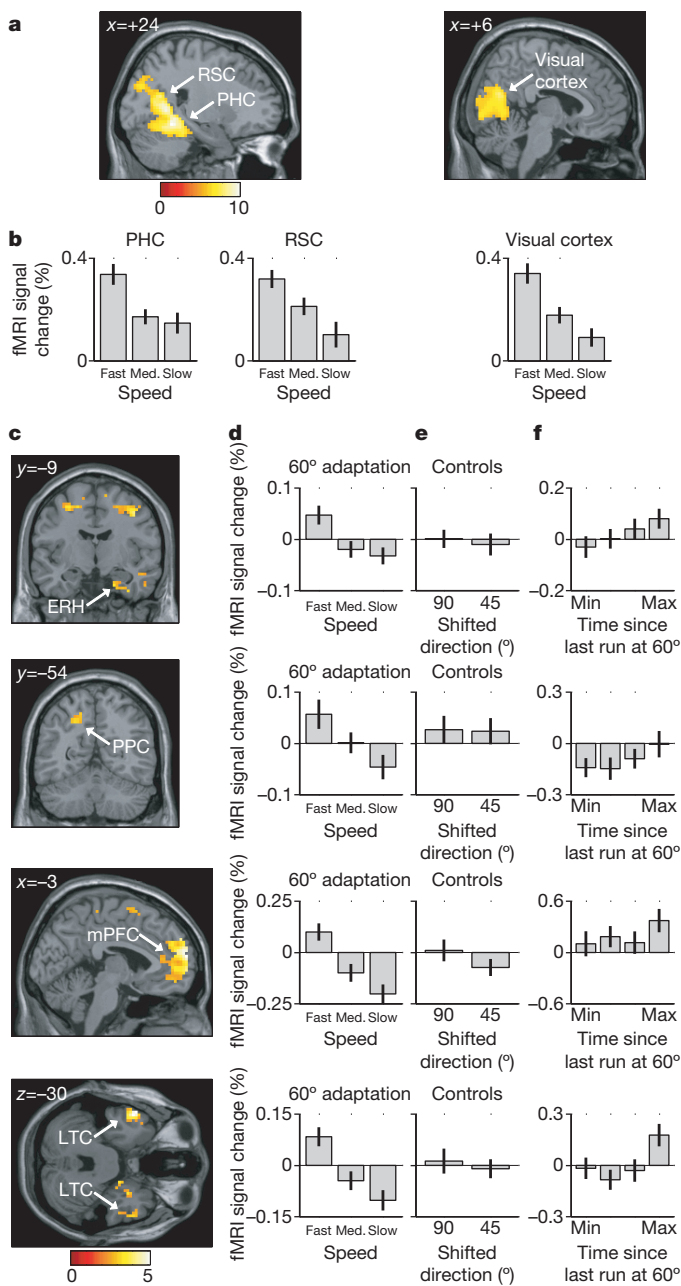 a
x=+24
RSC
PHC
x=+6
Visual
cortex
0 10
b
PHC
RSC
Visual cortex
fMRI signal
change (%)
0.4
0
Fast Med. Slow
Speed
0.4
0
Fast Med. Slow
Speed
0.4
0
Fast Med. Slow
Speed
c
d
e
f
y=–9
ERH
fMRI signal change (%)
60º adaptation
0.1
0
–0.1
Fast Med. Slow
Speed
Controls
90 45
Shifted
direction (º)
0.2
0
–0.2
Min Max
Time since
last run at 60º
y=–54
PPC
fMRI signal change (%)
60º adaptation
0.1
0
–0.1
Fast Med. Slow
Speed
Controls
90 45
Shifted
direction (º)
0.3
0
–0.3
Min Max
Time since
last run at 60º
x=–3
mPFC
fMRI signal change (%)
60º adaptation
0.25
0
–0.25
Fast Med. Slow
Speed
Controls
90 45
Shifted
direction (º)
0.6
0
–0.6
Min Max
Time since
last run at 60º
z=–30
LTC
LTC
0 5
fMRI signal change (%)
60º adaptation
0.15
0
–0.15
Fast Med. Slow
Speed
Controls
90 45
Shifted
direction (º)
0.3
0
–0.3
Min Max
Time since
last run at 60º